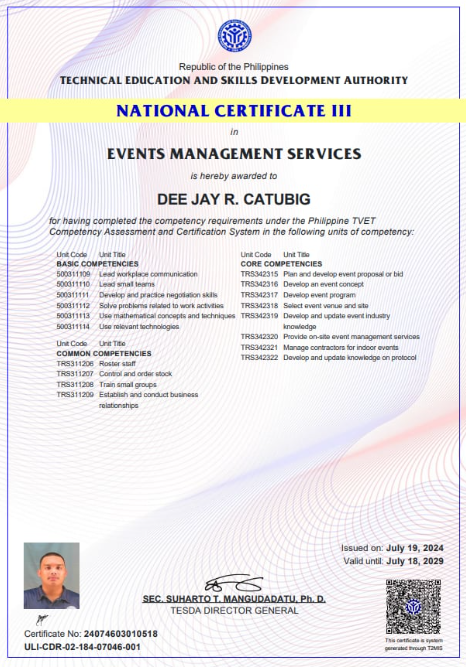 Republic of the Philippines
TECHNICAL EDUCATION AND SKILLS DEVELOPMENT AUTHORITY
NATIONAL CERTIFICATE III
in
EVENTS MANAGEMENT SERVICES
is hereby awarded to
DEE JAY R. CATUBIG
for having completed the competency requirements under the Philippine TVET
Competency Assessment and Certification System in the following units of competency:
Unit Code Unit Title
BASIC COMPETENCIES
500311109 Lead workplace communication
500311110 Lead small teams
500311111 Develop and practice negotiation skills
500311112 Solve problems related to work activities
500311113 Use mathematical concepts and techniques
500311114 Use relevant technologies
Unit Code Unit Title
COMMON COMPETENCIES
TRS311206 Roster staff
TRS311207 Control and order stock
TRS311208 Train small groups
TRS311209 Establish and conduct business
relationships
Unit Code Unit Title
CORE COMPETENCIES
TRS342315 Plan and develop event proposal or bid
TRS342316 Develop an event concept
TRS342317 Develop event program
TRS342318 Select event venue and site
TRS342319 Develop and update event industry
knowledge
TRS342320 Provide on-site event management services
TRS342321 Manage contractors for indoor events
TRS342322 Develop and update knowledge on protocol
Issued on: July 19, 2024
Valid until: July 18, 2029
SEC. SUHARTO T. MANGUDADATU, Ph. D.
TESDA DIRECTOR GENERAL
Certificate No: 24074603010518
ULI-CDR-02-184-07046-001
This certificate is system
generated through T2MIS